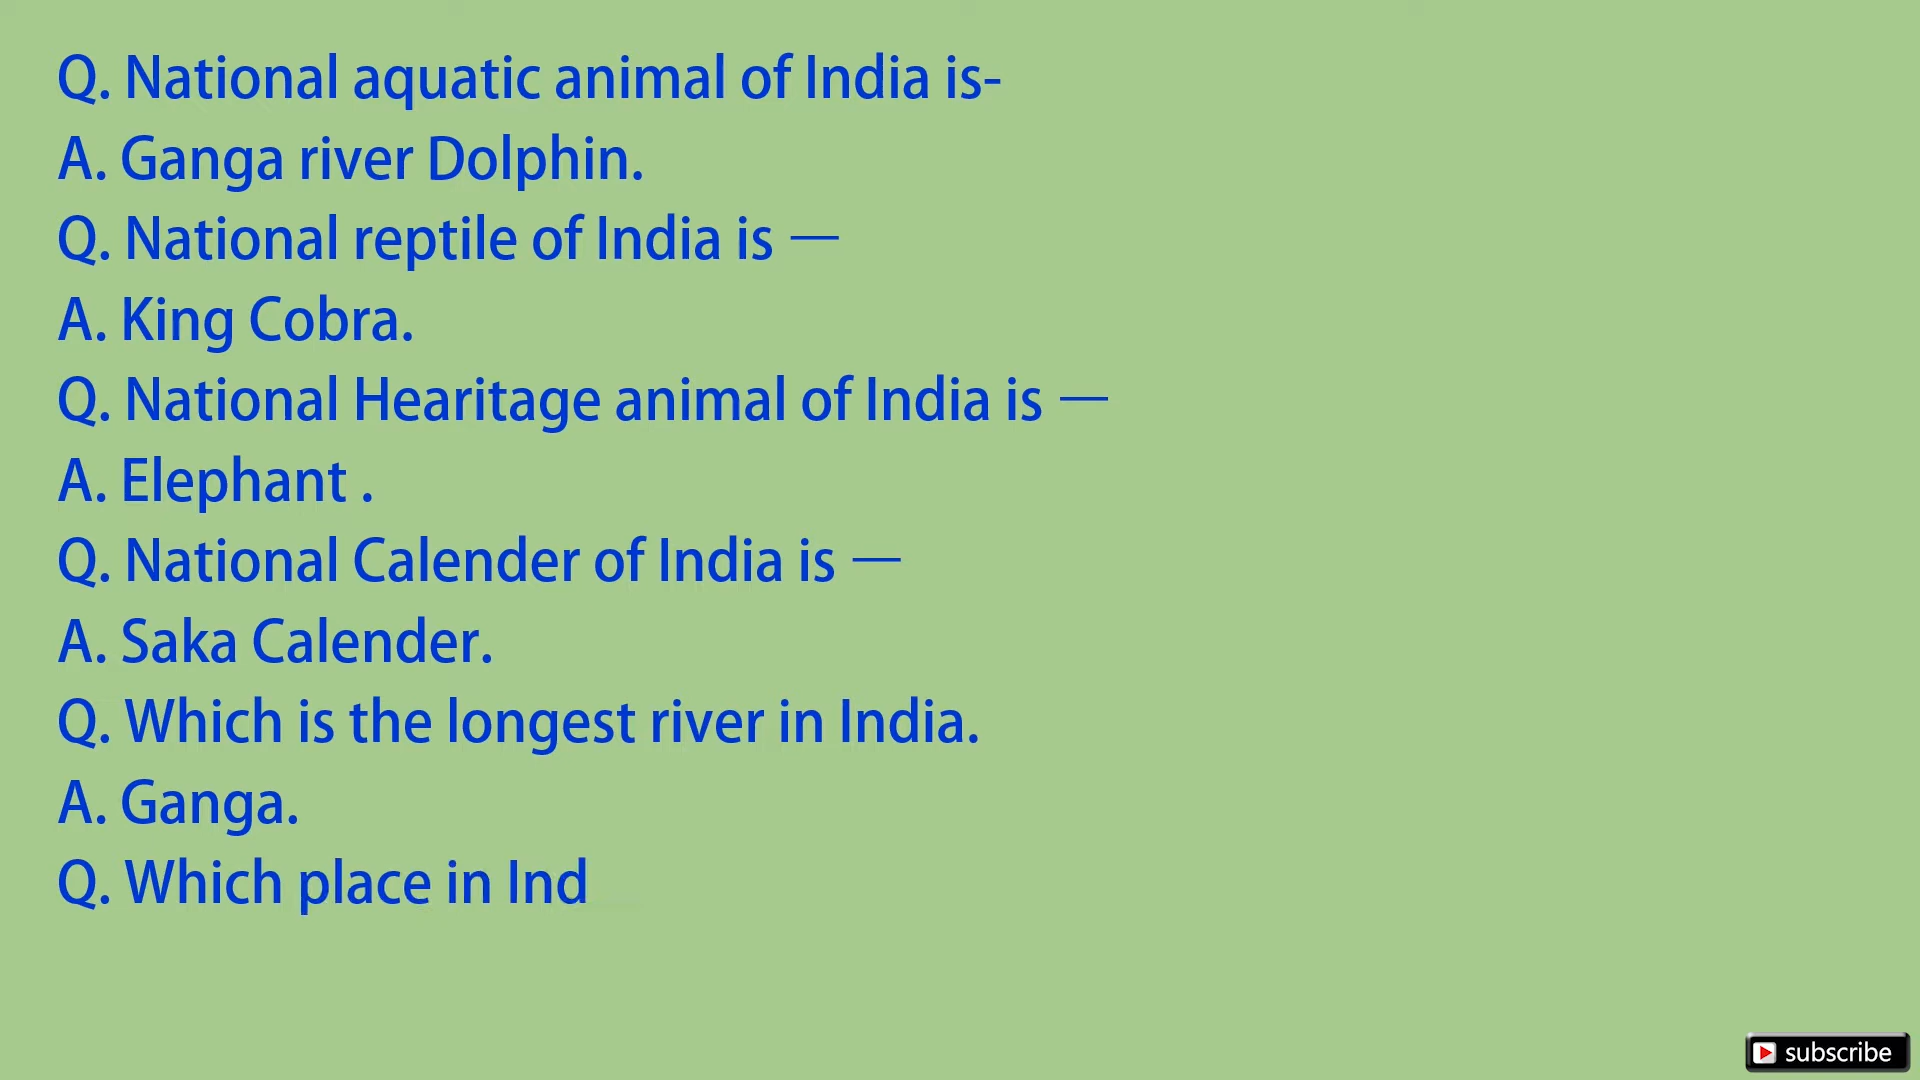 Q. National aquatic animal of India is-
A. Ganga river Dolphin.
Q. National reptile of India is —
A. King Cobra.
Q. National Hearitage animal of India is —
A. Elephant .
Q. National Calender of India is —
A. Saka Calender.
Q. Which is the longest river in India.
A. Ganga.
Q. Which place in Ind
subscribe